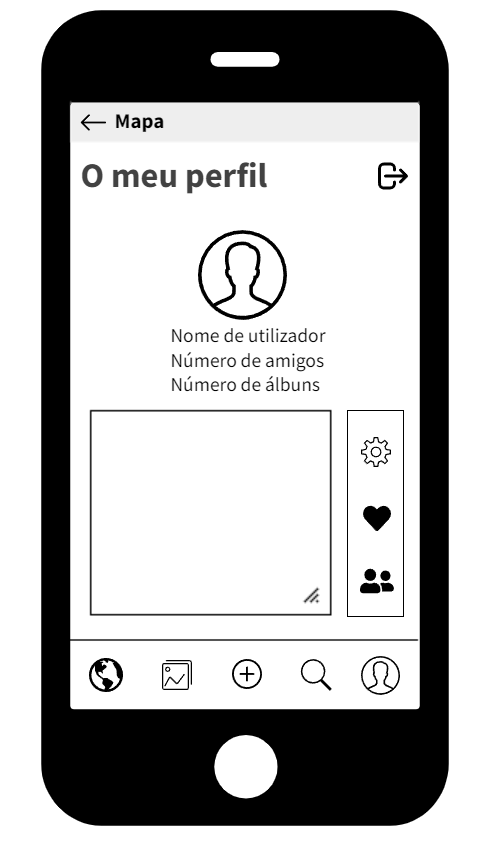 Mapa
O meu perfil
Nome de utilizador
Número de amigos
Número de álbuns